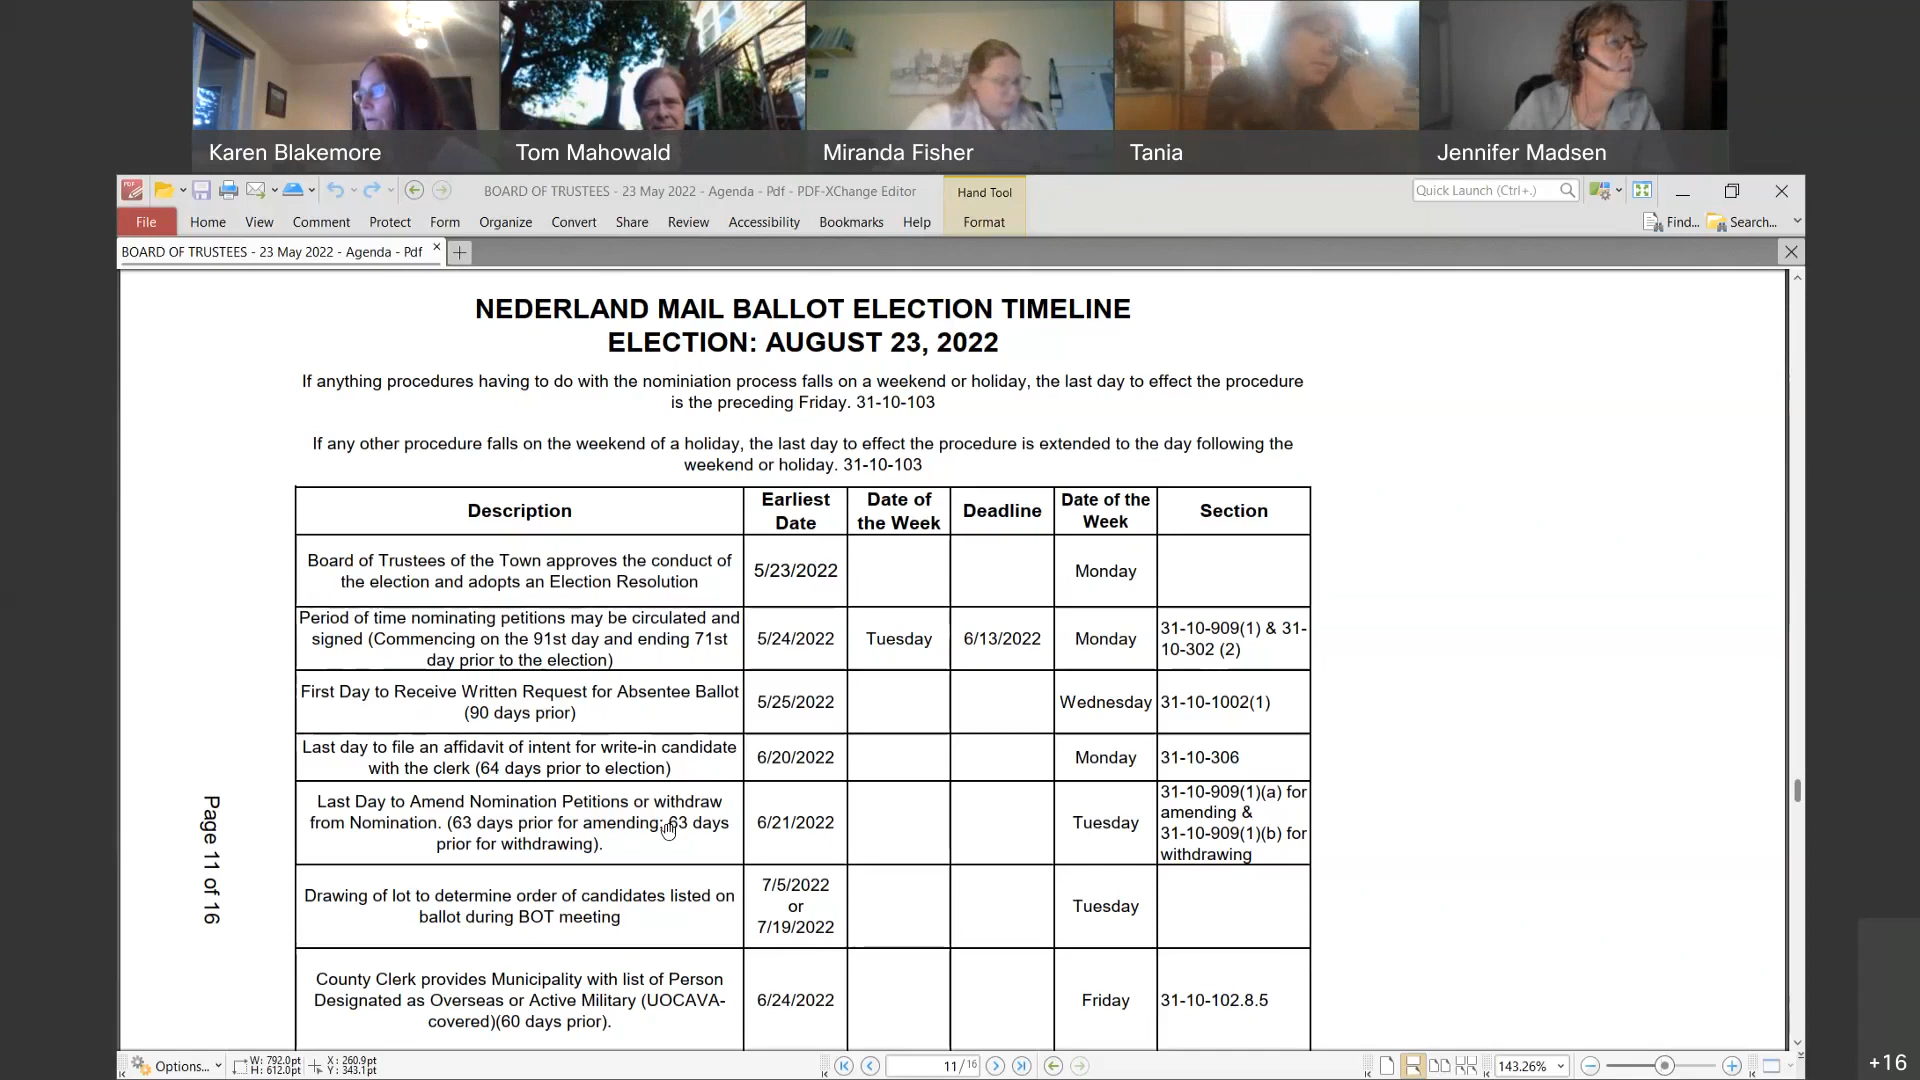 Karen Blakemore
Tom Mahowald
Miranda Fisher
Tania
Jennifer Madsen
BOARD OF TRUSTEES - 23 May 2022 - Agenda - Pdf - PDF-XChange Editor
Hand Tool
Quick Launch (Ctrl+.)
File
Home
View
Comment
Protect
Form
Organize
Convert
Share
Review
Accessibility
Bookmarks
Help
Format
Find...
Search...
BOARD OF TRUSTEES - 23 May 2022 - Agenda - Pdf
NEDERLAND MAIL BALLOT ELECTION TIMELINE
ELECTION: AUGUST 23, 2022
If anything procedures having to do with the nominiation process falls on a weekend or holiday, the last day to effect the procedure
is the preceding Friday. 31-10-103
If any other procedure falls on the weekend of a holiday, the last day to effect the procedure is extended to the day following the
weekend or holiday. 31-10-103
Description
Earliest
Date
Date of
the Week
Deadline
Date of the
Week
Section
Board of Trustees of the Town approves the conduct of
the election and adopts an Election Resolution
5/23/2022
Monday
Period of time nominating petitions may be circulated and
signed (Commencing on the 91st day and ending 71st
day prior to the election)
5/24/2022
Tuesday
6/13/2022
Monday
31-10-909(1) & 31-
10-302 (2)
First Day to Receive Written Request for Absentee Ballot
(90 days prior)
5/25/2022
Wednesday
31-10-1002(1)
Last day to file an affidavit of intent for write-in candidate
with the clerk (64 days prior to election)
6/20/2022
Monday
31-10-306
Last Day to Amend Nomination Petitions or withdraw
from Nomination. (63 days prior for amending; 63 days
prior for withdrawing).
6/21/2022
Tuesday
31-10-909(1)(a) for
amending &
31-10-909(1)(b) for
withdrawing
Drawing of lot to determine order of candidates listed on
ballot during BOT meeting
7/5/2022
or
7/19/2022
Tuesday
County Clerk provides Municipality with list of Person
Designated as Overseas or Active Military (UOCAVA-
covered)(60 days prior).
6/24/2022
Friday
31-10-102.8.5
Page 11 of 16
Options...
W: 792.0pt
H: 612.0pt
X: 260.9pt
Y: 343.1pt
11 / 16
143.26%
+16